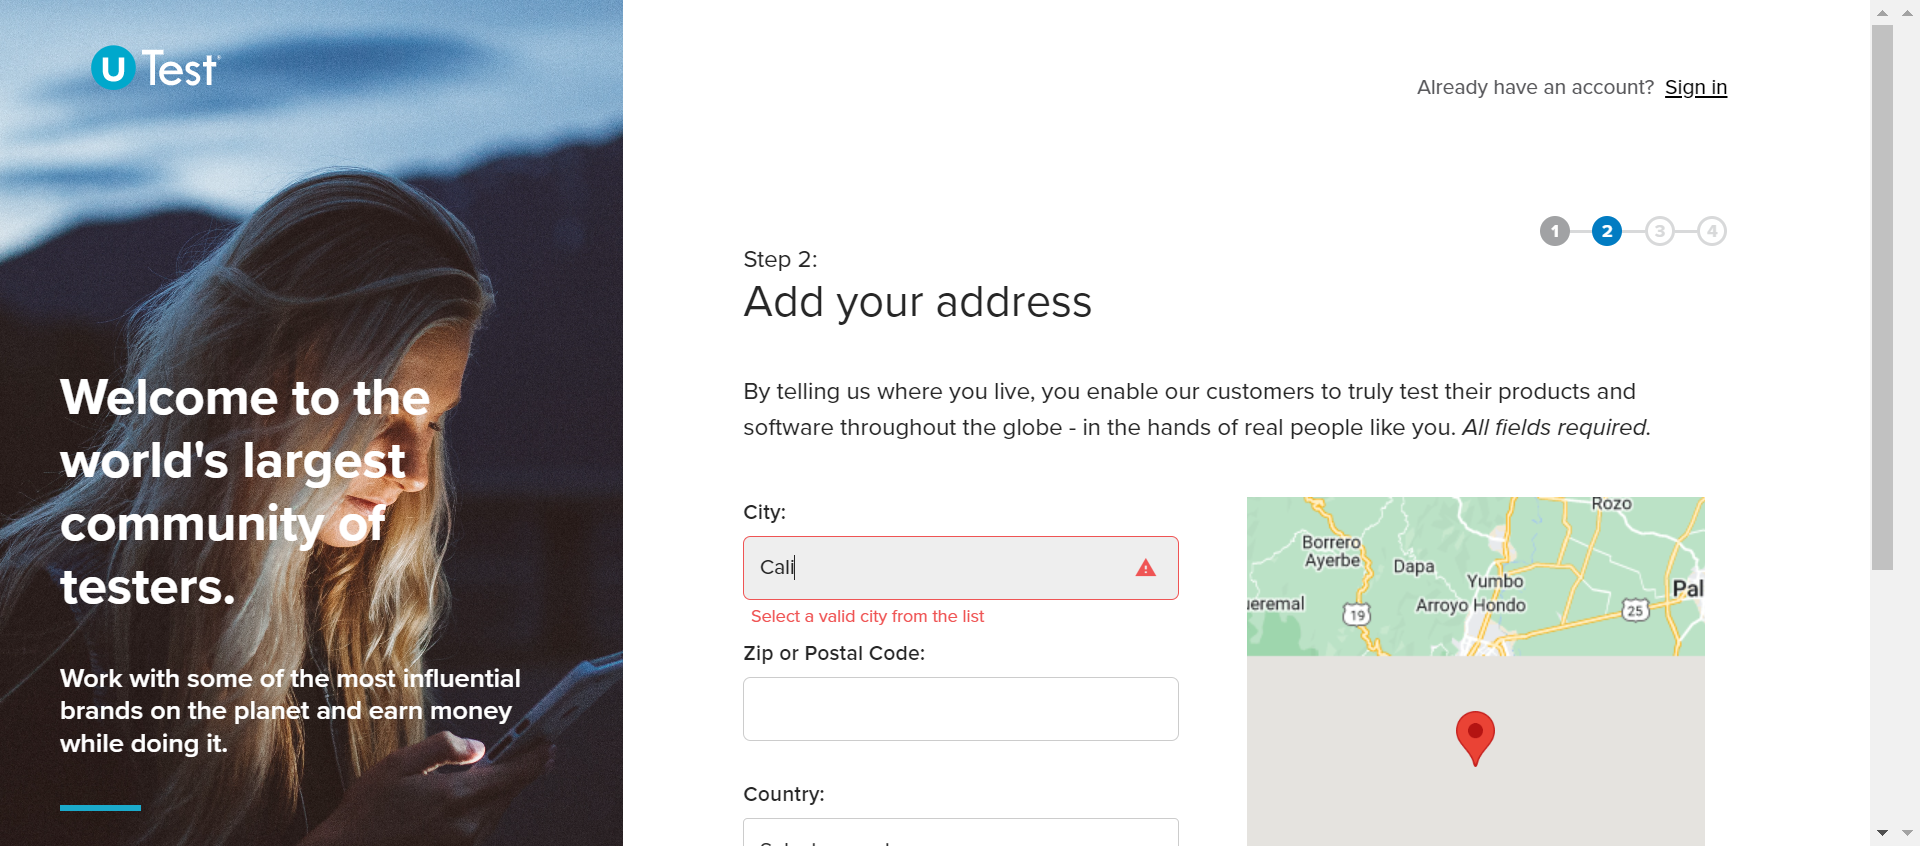 uTest
Already have an account? Sign in
1 2 3 4
Step 2:
Add your address
By telling us where you live, you enable our customers to truly test their products and
software throughout the globe - in the hands of real people like you. All fields required.
City:
Cali
Select a valid city from the list
Zip or Postal Code:
Country:
Welcome to the
world's largest
community of
testers.
Work with some of the most influential
brands on the planet and earn money
while doing it.
Rozo
Borrero
Ayerbe
Dapa
Yumbo
Pal
ueremal
Arroyo Hondo
19
25